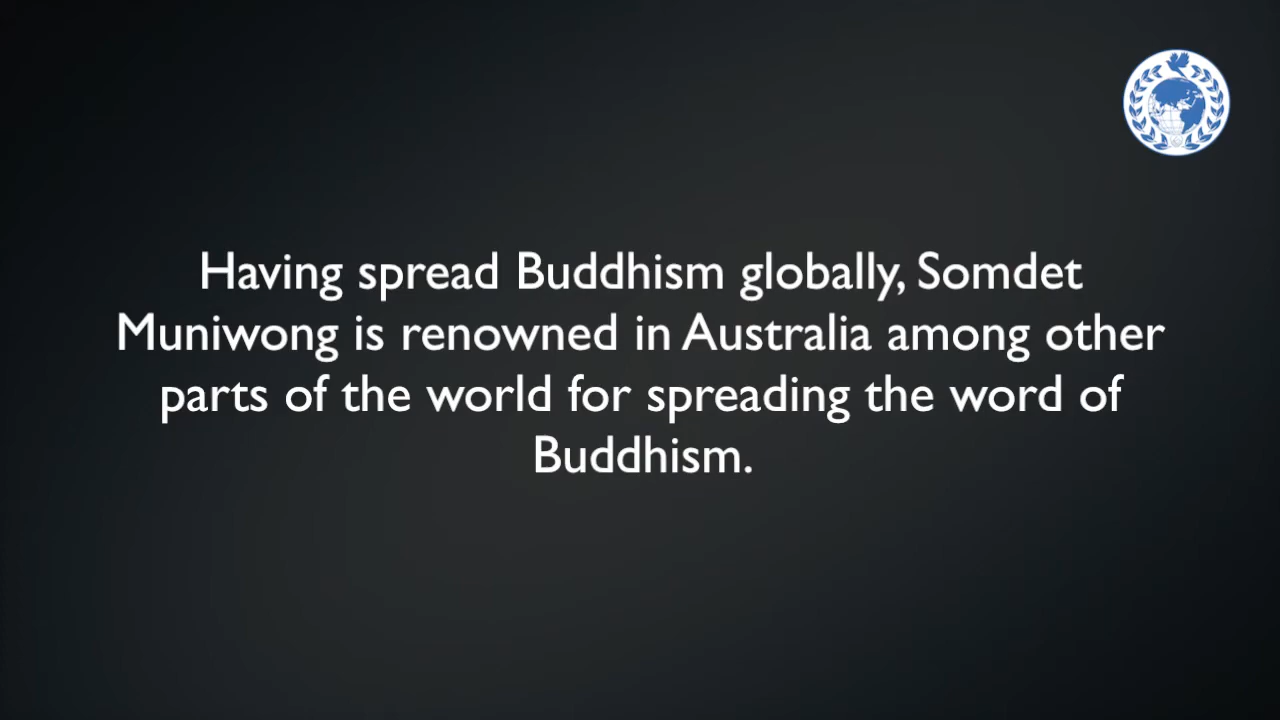 Having spread Buddhism globally, Somdet
Muniwong is renowned in Australia among other
parts of the world for spreading the word of
Buddhism.